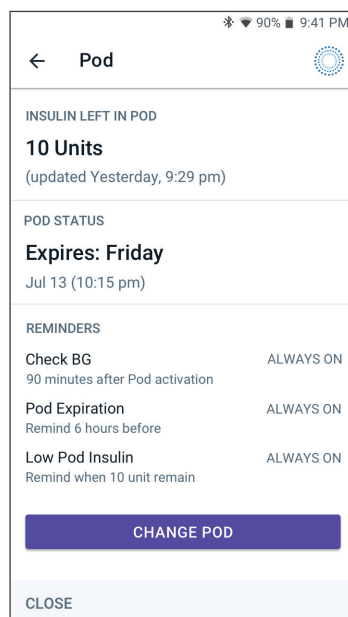 90% 9:41 PM
Pod
INSULIN LEFT IN POD
10 Units
(updated Yesterday, 9:29 pm)
POD STATUS
Expires: Friday
Jul 13 (10:15 pm)
REMINDERS
Check BG ALWAYS ON
90 minutes after Pod activation
Pod Expiration ALWAYS ON
Remind 6 hours before
Low Pod Insulin ALWAYS ON
Remind when 10 unit remain
CHANGE POD
CLOSE